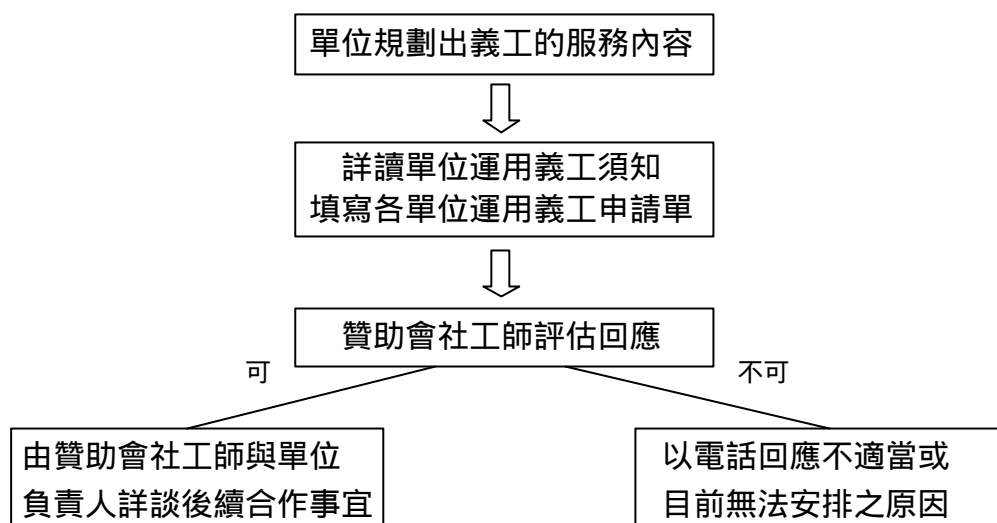 單位規劃出義工的服務內容
詳讀單位運用義工須知
填寫各單位運用義工申請單
贊助會社工師評估回應
可
不可
由贊助會社工師與單位
負責人詳談後續合作事宜
以電話回應不適當或
目前無法安排之原因